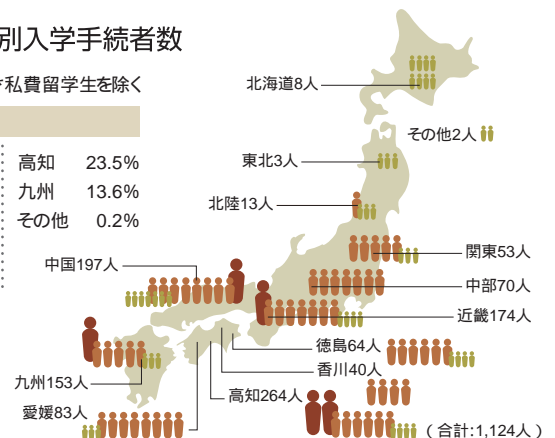 別入学手続者数
私費留学生を除く
高知 23.5%
九州 13.6%
その他 0.2%
北海道8人
その他2人
東北3人
北陸13人
関東53人
中国197人
中部70人
近畿174人
徳島64人
香川40人
九州153人
高知264人
愛媛83人
(合計:1,124人)